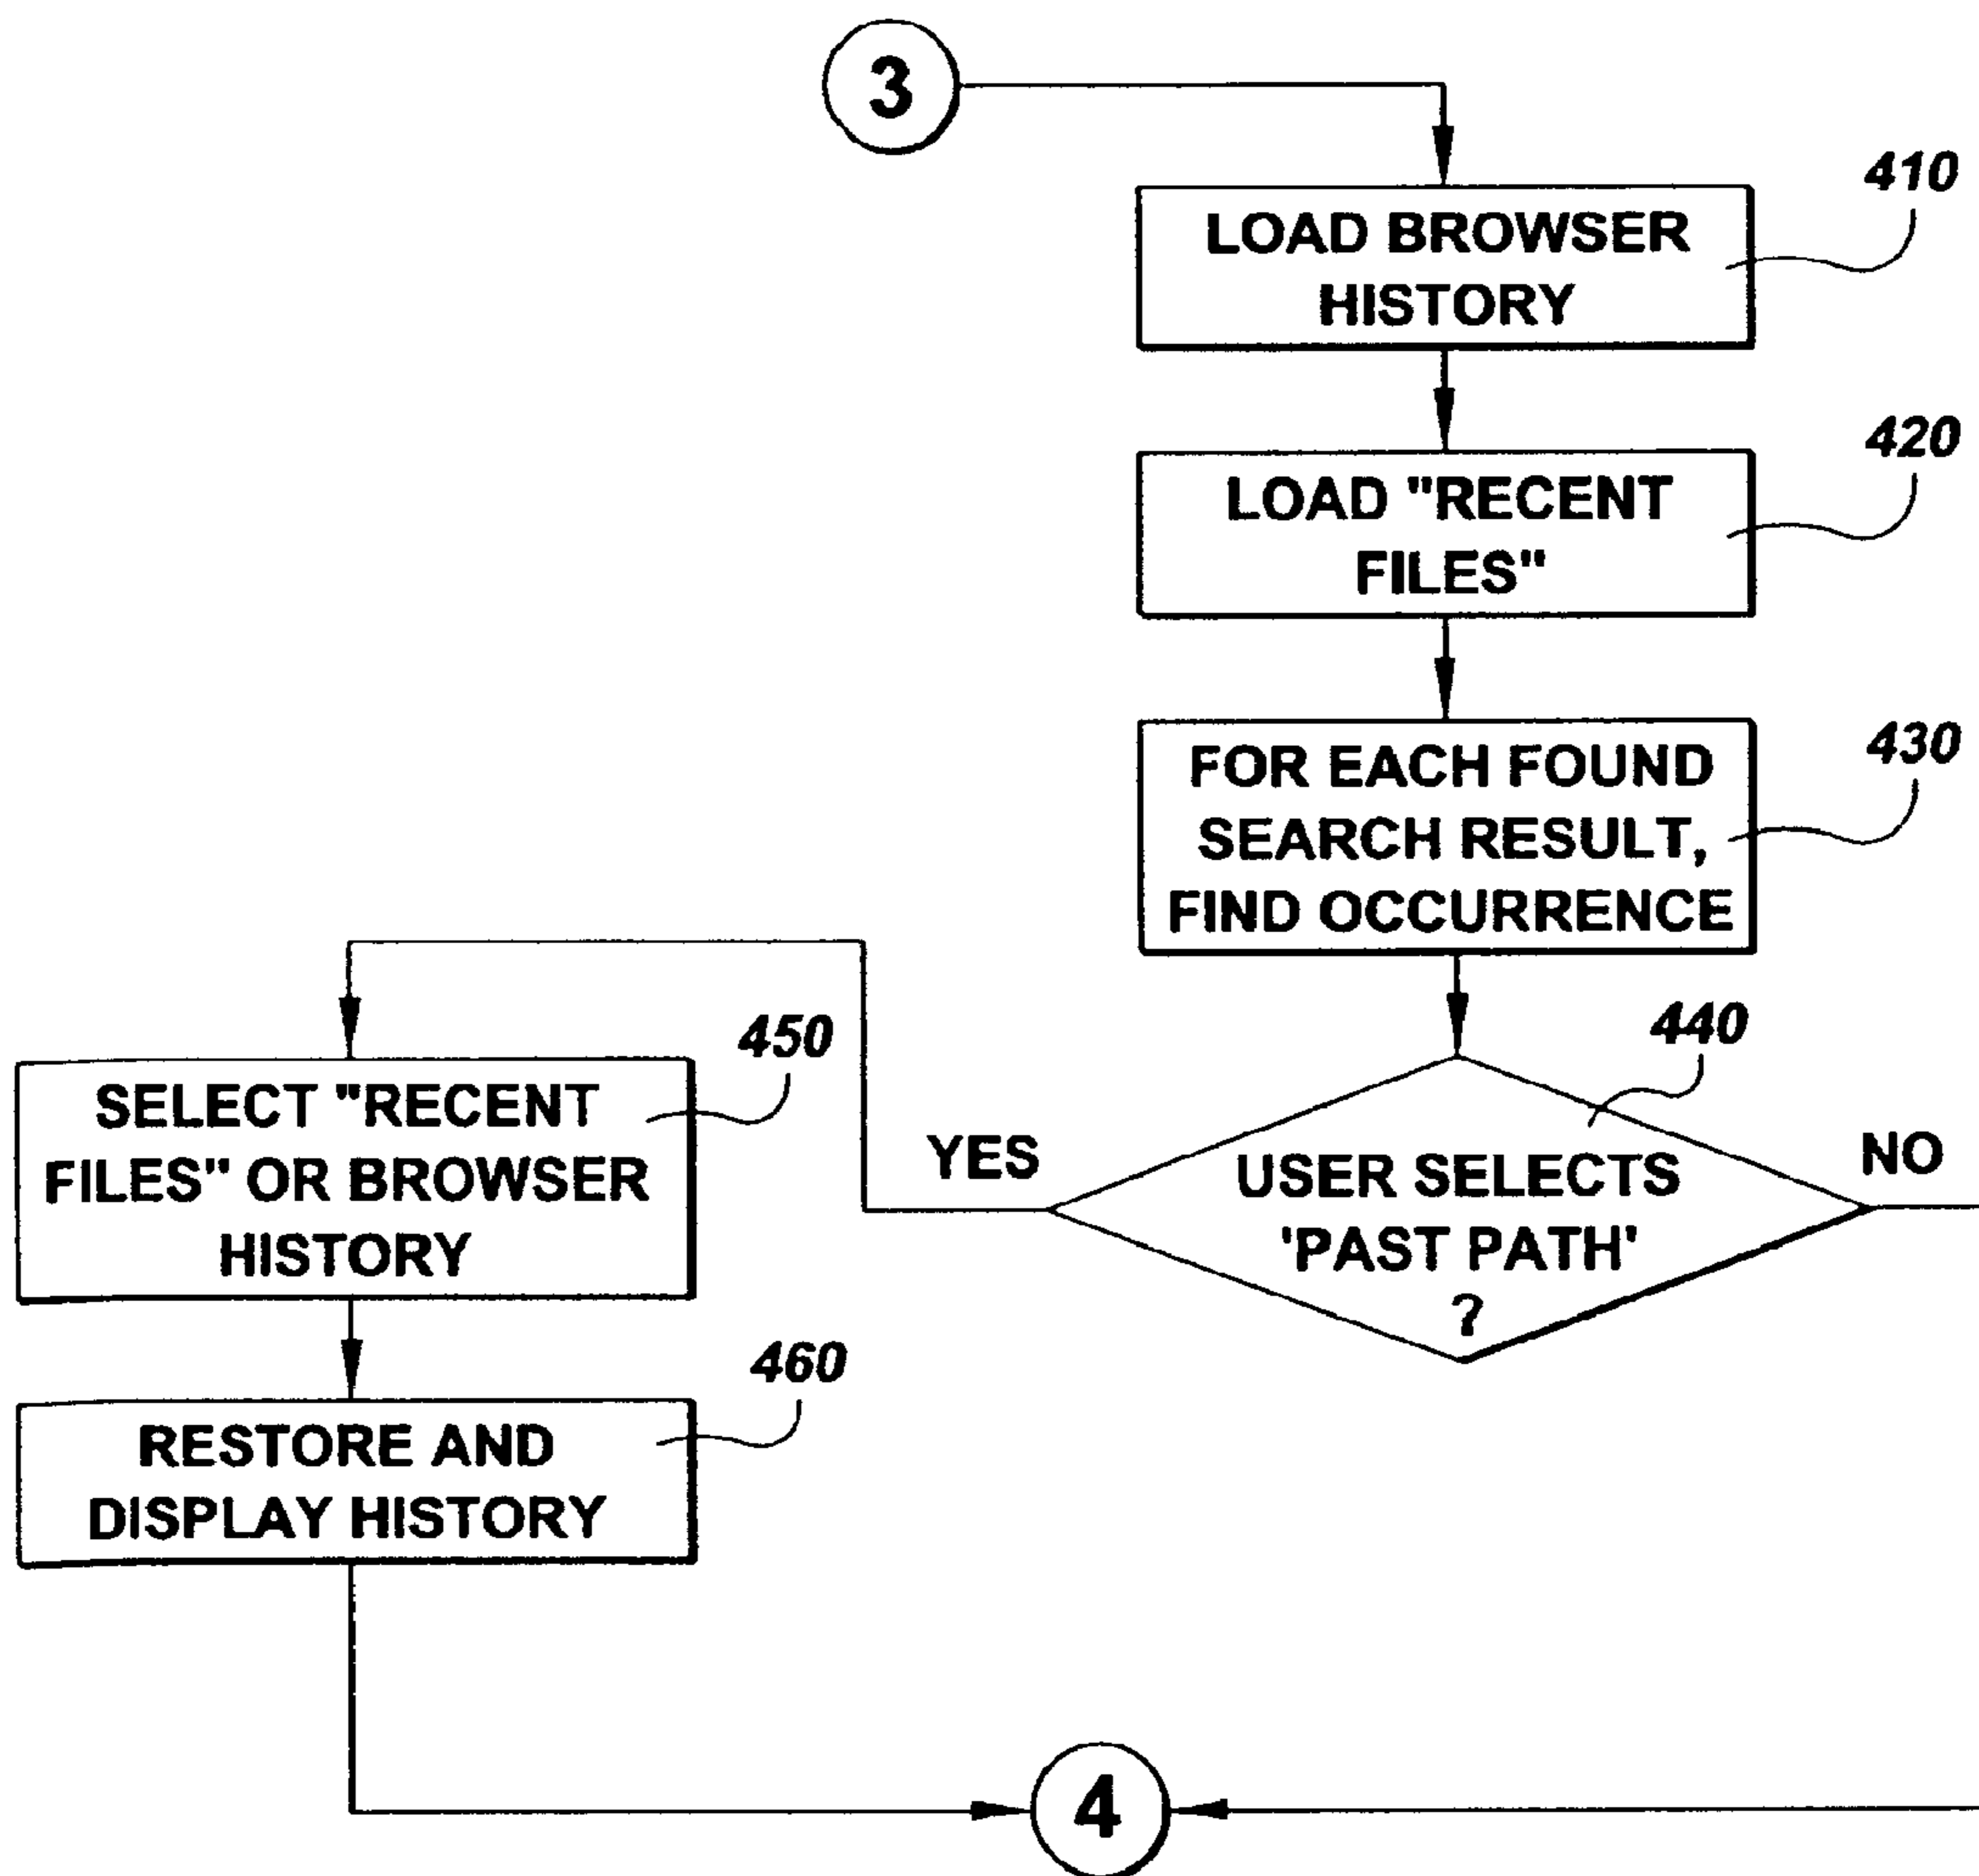 3
410
LOAD BROWSER
HISTORY
420
LOAD "RECENT
FILES"
430
FOR EACH FOUND
SEARCH RESULT,
FIND OCCURRENCE
440
USER SELECTS
'PAST PATH'
?
YES
NO
450
SELECT "RECENT
FILES" OR BROWSER
HISTORY
460
RESTORE AND
DISPLAY HISTORY
4